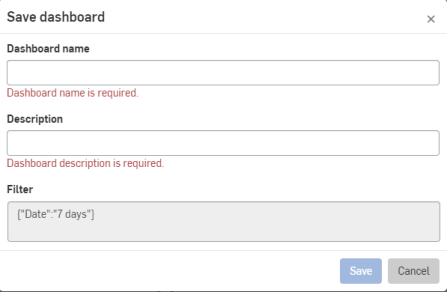 Save dashboard
×
Dashboard name
Dashboard name is required.
Description
Dashboard description is required.
Filter
{"Date":"7 days"}
Save Cancel